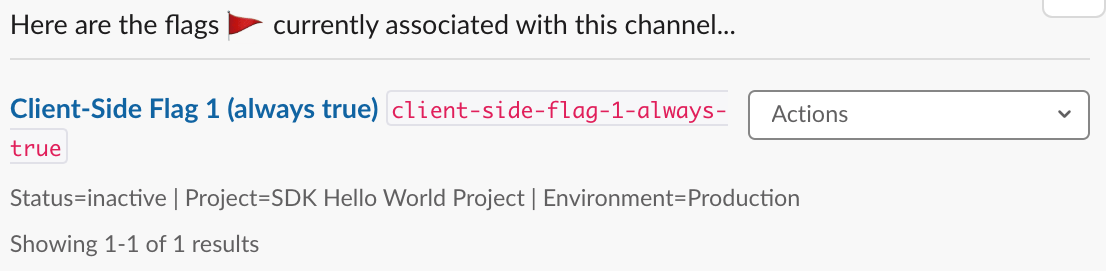 Here are the flags 🚩 currently associated with this channel...
Client-Side Flag 1 (always true) client-side-flag-1-always-
true
Actions
Status=inactive | Project=SDK Hello World Project | Environment=Production
Showing 1-1 of 1 results